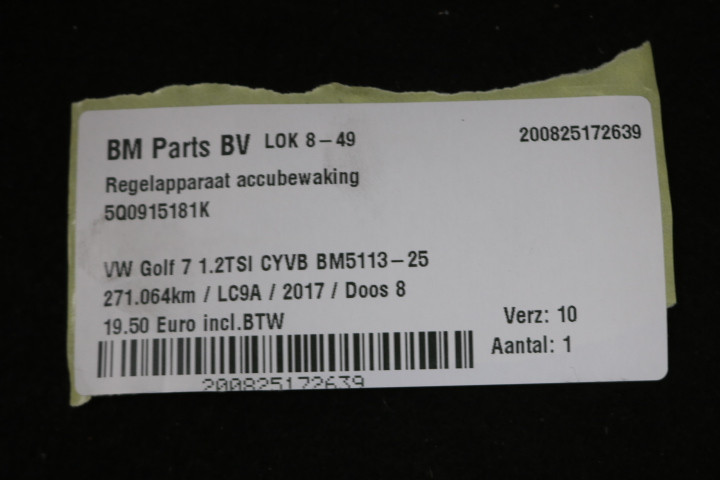 BM Parts BV LOK 8-49 200825172639
Regelapparaat accubewaking
5Q0915181K
VW Golf 7 1.2TSI CYVB BM5113-25
271.064km / LC9A / 2017 / Doos 8
19.50 Euro incl.BTW Verz: 10
Aantal: 1
200825172639